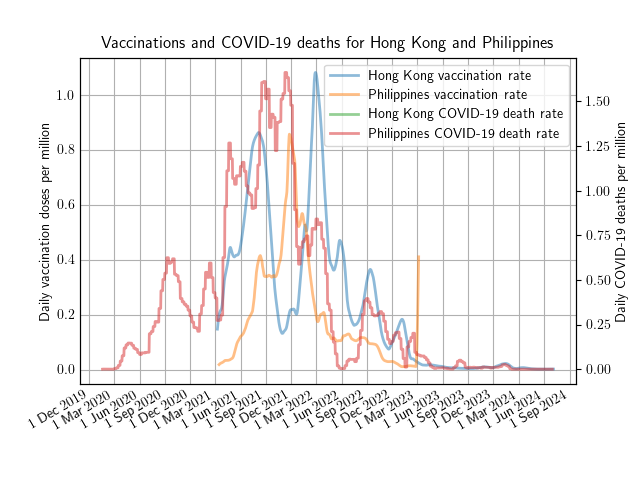 Vaccinations and COVID-19 deaths for Hong Kong and Philippines
Hong Kong vaccination rate
Philippines vaccination rate
Hong Kong COVID-19 death rate
Philippines COVID-19 death rate
Daily vaccination doses per million
1.0
0.8
0.6
0.4
0.2
0.0
Daily COVID-19 deaths per million
1.50
1.25
1.00
0.75
0.50
0.25
0.00
1 Dec 2019
1 Mar 2020
1 Jun 2020
1 Sep 2020
1 Dec 2020
1 Mar 2021
1 Jun 2021
1 Sep 2021
1 Dec 2021
1 Mar 2022
1 Jun 2022
1 Sep 2022
1 Dec 2022
1 Mar 2023
1 Jun 2023
1 Sep 2023
1 Dec 2023
1 Mar 2024
1 Jun 2024
1 Sep 2024